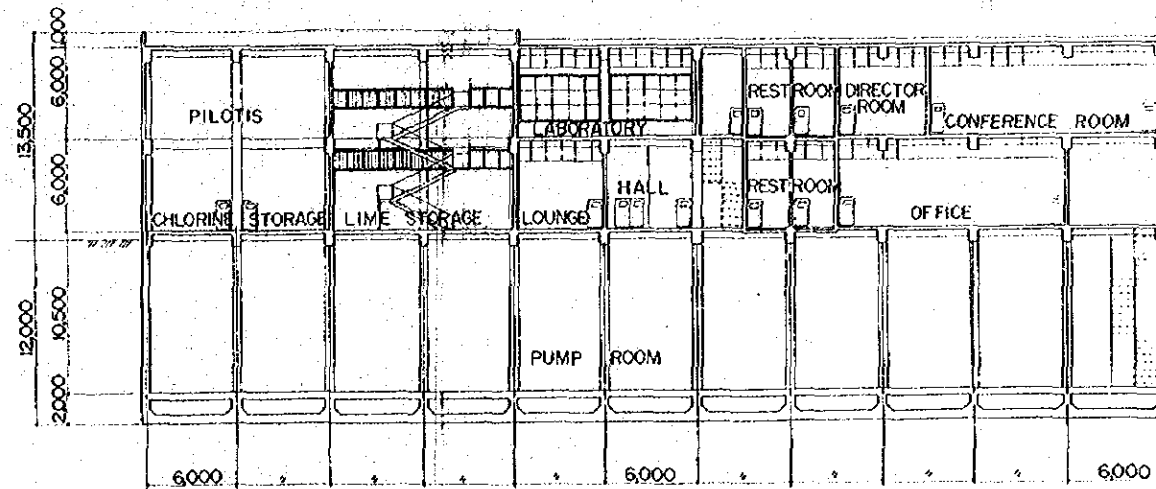 1,000
6,000
13,500
6,000
12,000
10,500
2,000
PILOTIS
LABORATORY
REST ROOM
DIRECTOR ROOM
CONFERENCE ROOM
CHLORINE STORAGE
LIME STORAGE
LOUNGE
HALL
REST ROOM
OFFICE
PUMP ROOM
6,000 〃 〃 〃 〃 6,000 〃 〃 〃 〃 6,000